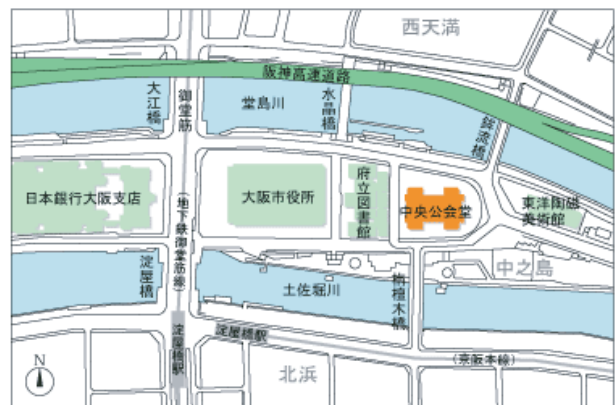 西天満
阪神高速道路
大江橋
御堂筋
堂島川
水晶橋
鉾流橋
日本銀行大阪支店
大阪市役所
府立図書館
中央公会堂
東洋陶磁
美術館
(地下鉄御堂筋線)
淀屋橋
土佐堀川
栴檀木橋
中之島
淀屋橋駅
淀屋橋駅
(京阪本線)
北浜
N